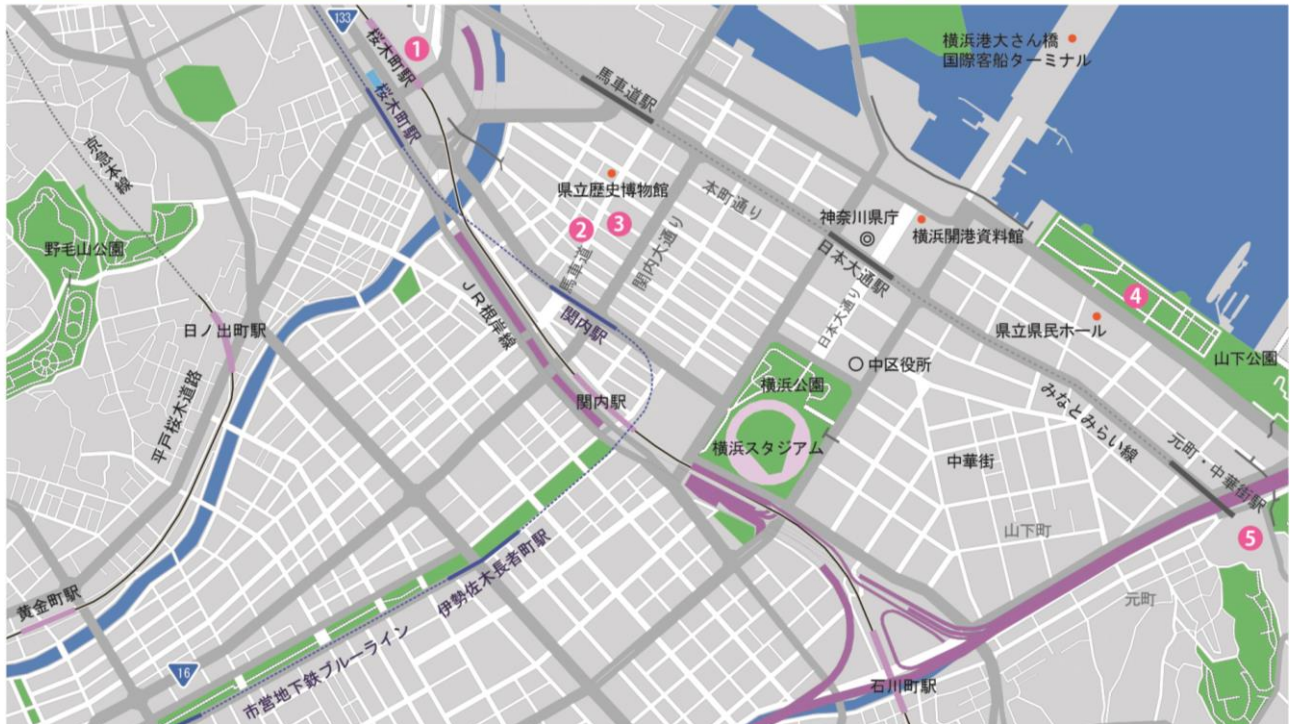 133
桜木町駅
1
桜木町駅
馬車道駅
横浜港大さん橋
国際客船ターミナル
京急本線
県立歴史博物館
2
3
馬車道
関内大通り
本町通り
神奈川県庁
横浜開港資料館
日本大通駅
日本大通り
野毛山公園
日ノ出町駅
平戸桜木道路
JR根岸線
関内駅
関内駅
横浜公園
横浜スタジアム
中区役所
県立県民ホール
4
山下公園
みなとみらい線
元町・中華街駅
中華街
山下町
5
元町
黄金町駅
16
市営地下鉄ブルーライン
伊勢佐木長者町駅
石川町駅